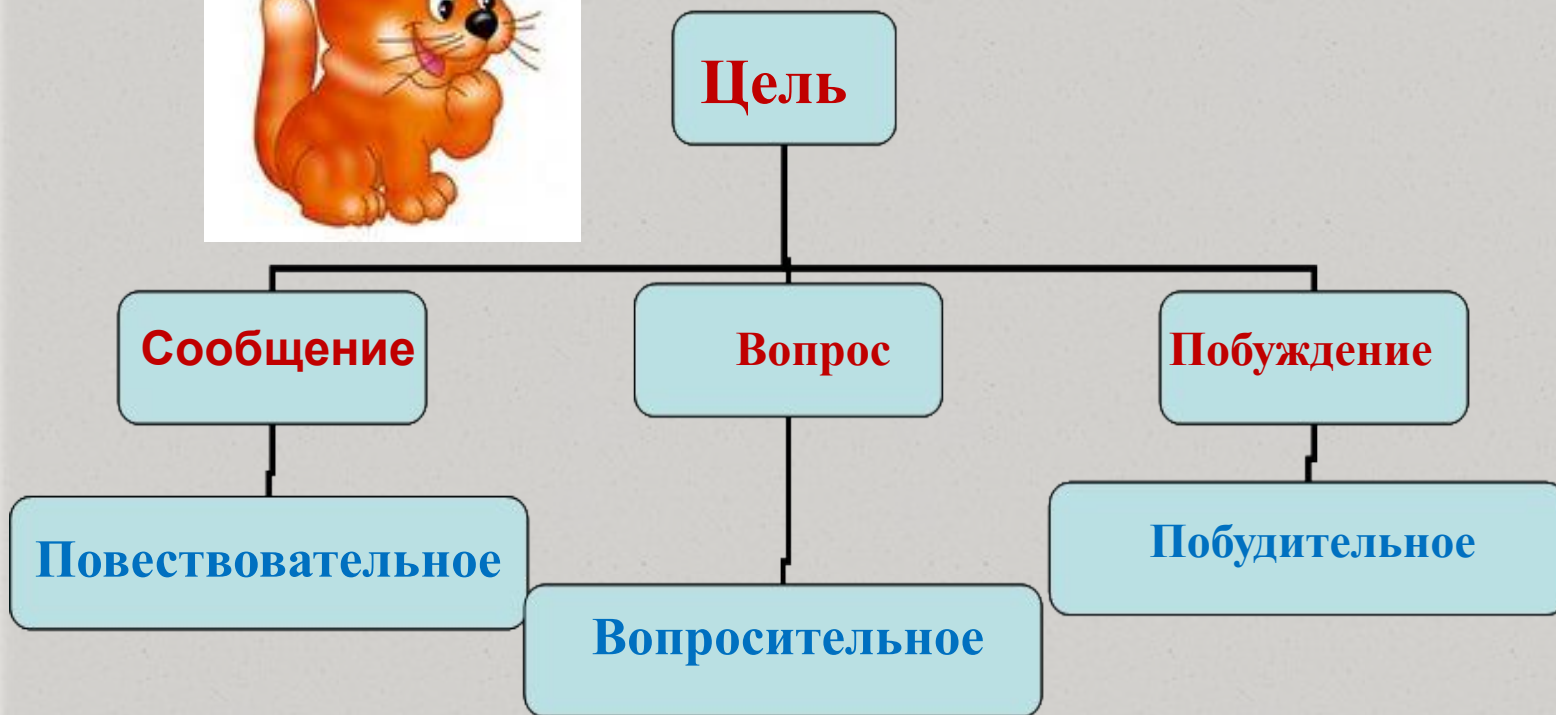 Цель
Сообщение
Вопрос
Побуждение
Повествовательное
Вопросительное
Побудительное